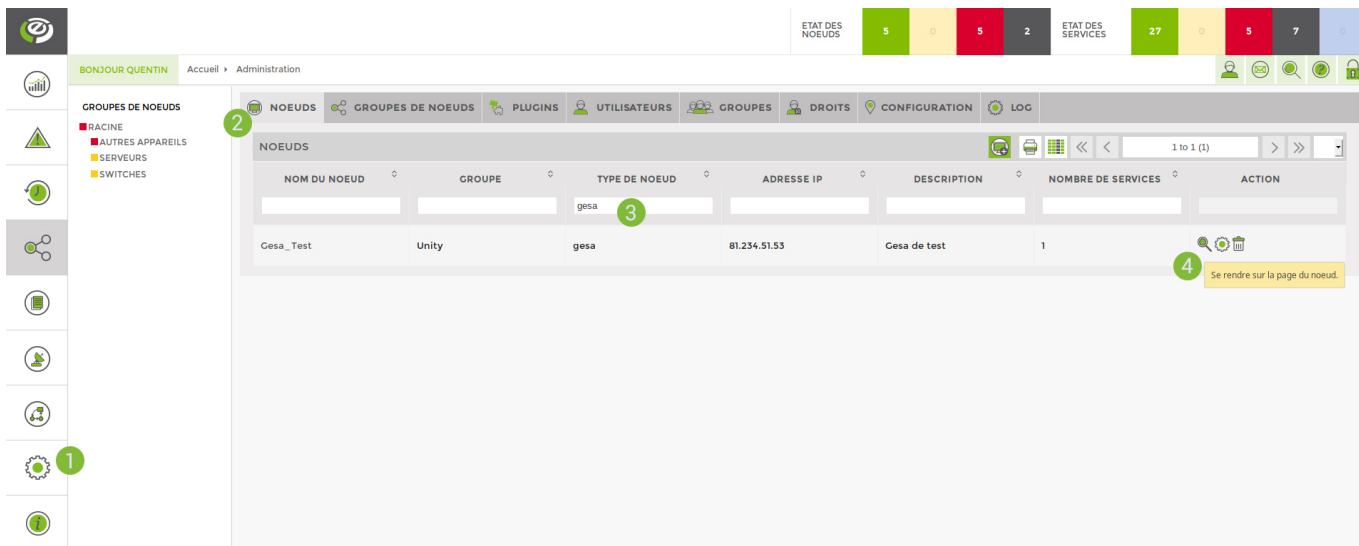 ETAT DES NOEUDS
5 0 5 2
ETAT DES SERVICES
27 0 5 7 0
BONJOUR QUENTIN Accueil Administration
GROUPES DE NOEUDS
RACINE
AUTRES APPAREILS
SERVEURS
SWITCHES
2
NOEUDS GROUPES DE NOEUDS PLUGINS UTILISATEURS GROUPES DROITS CONFIGURATION LOG
NOEUDS 1 to 1 (1)
NOM DU NOEUD GROUPE TYPE DE NOEUD ADRESSE IP DESCRIPTION NOMBRE DE SERVICES ACTION
gesa 3
Gesa_Test Unity gesa 81.234.51.53 Gesa de test 1
4 Se rendre sur la page du noeud.
1